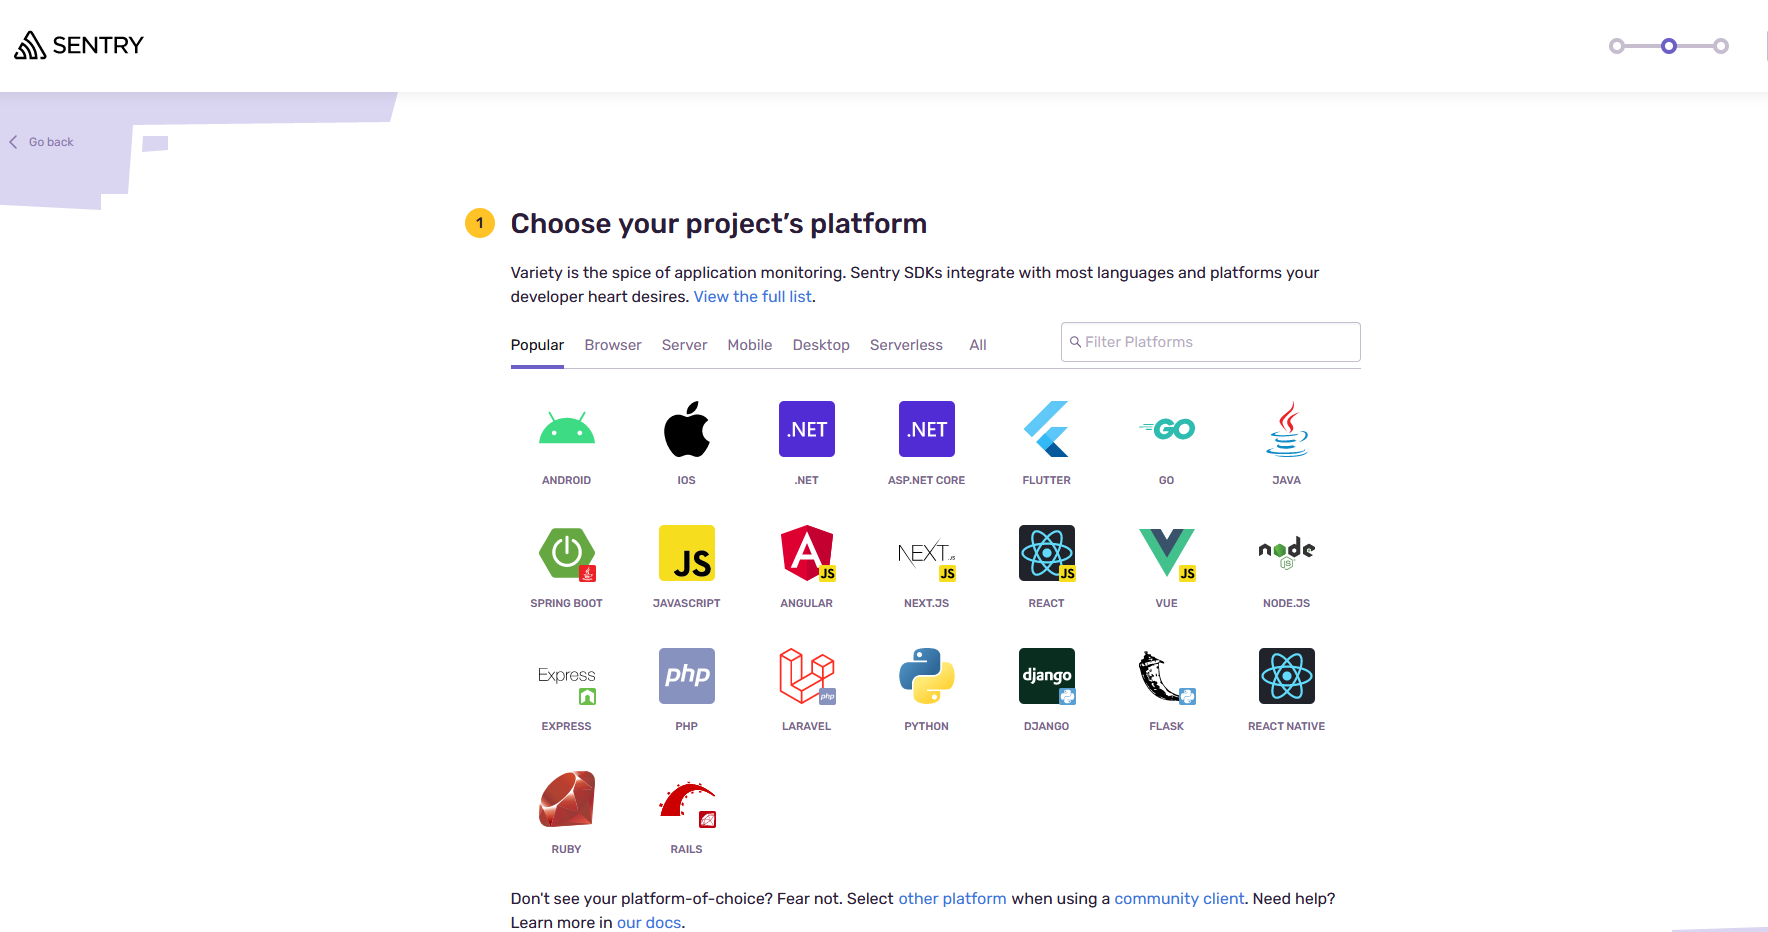 SENTRY
Go back
1 Choose your project’s platform
Variety is the spice of application monitoring. Sentry SDKs integrate with most languages and platforms your
developer heart desires. View the full list.
Popular Browser Server Mobile Desktop Serverless All Filter Platforms
.NET .NET GO
ANDROID IOS .NET ASP.NET CORE FLUTTER GO JAVA
JS A JS NEXT.JS JS JS JS node JS
SPRING BOOT JAVASCRIPT ANGULAR NEXT.JS REACT VUE NODE.JS
Express php php django
EXPRESS PHP LARAVEL PYTHON DJANGO FLASK REACT NATIVE
RUBY RAILS
Don't see your platform-of-choice? Fear not. Select other platform when using a community client. Need help?
Learn more in our docs.